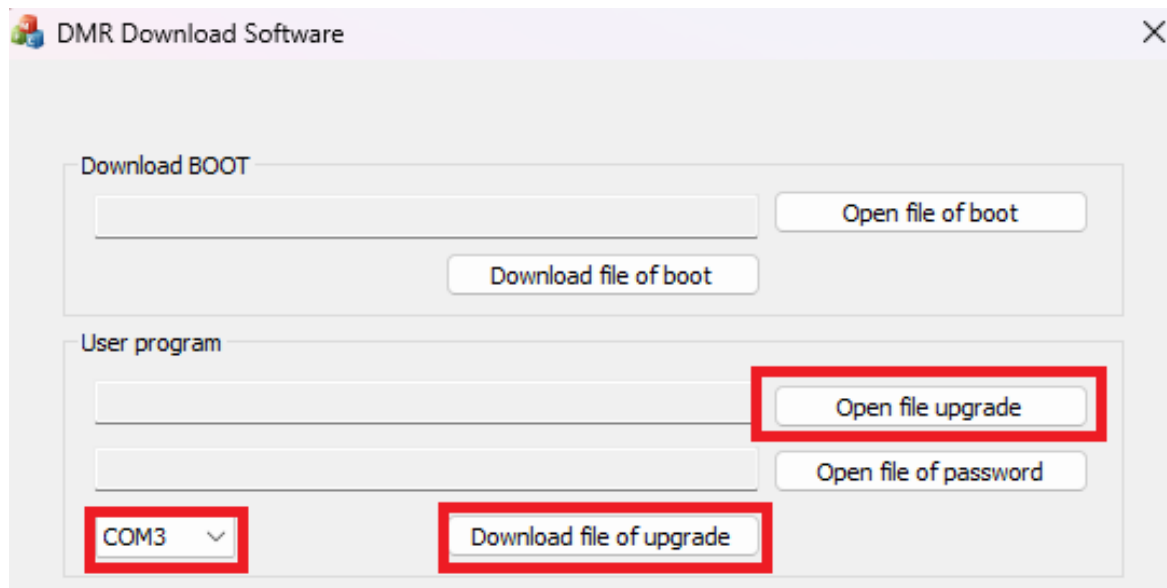 DMR Download Software
Download BOOT
Open file of boot
Download file of boot
User program
Open file upgrade
Open file of password
COM3
Download file of upgrade